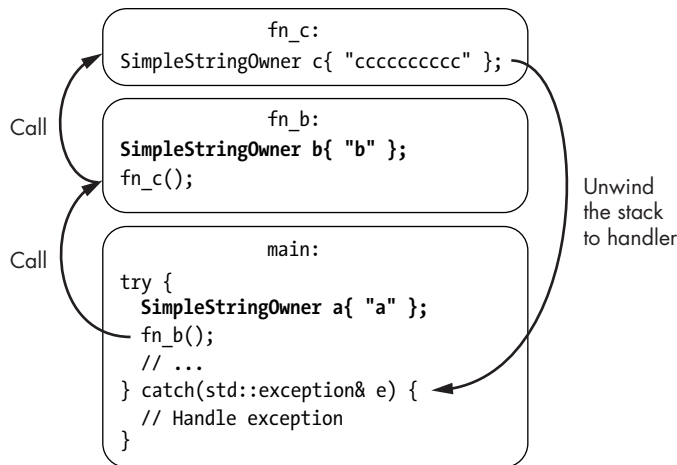 fn_c:
SimpleStringOwner c{ "cccccccccc" };
Call
fn_b:
SimpleStringOwner b{ "b" };
fn_c();
Unwind
the stack
to handler
Call
main:
try {
  SimpleStringOwner a{ "a" };
  fn_b();
  // ...
} catch(std::exception& e) {
  // Handle exception
}